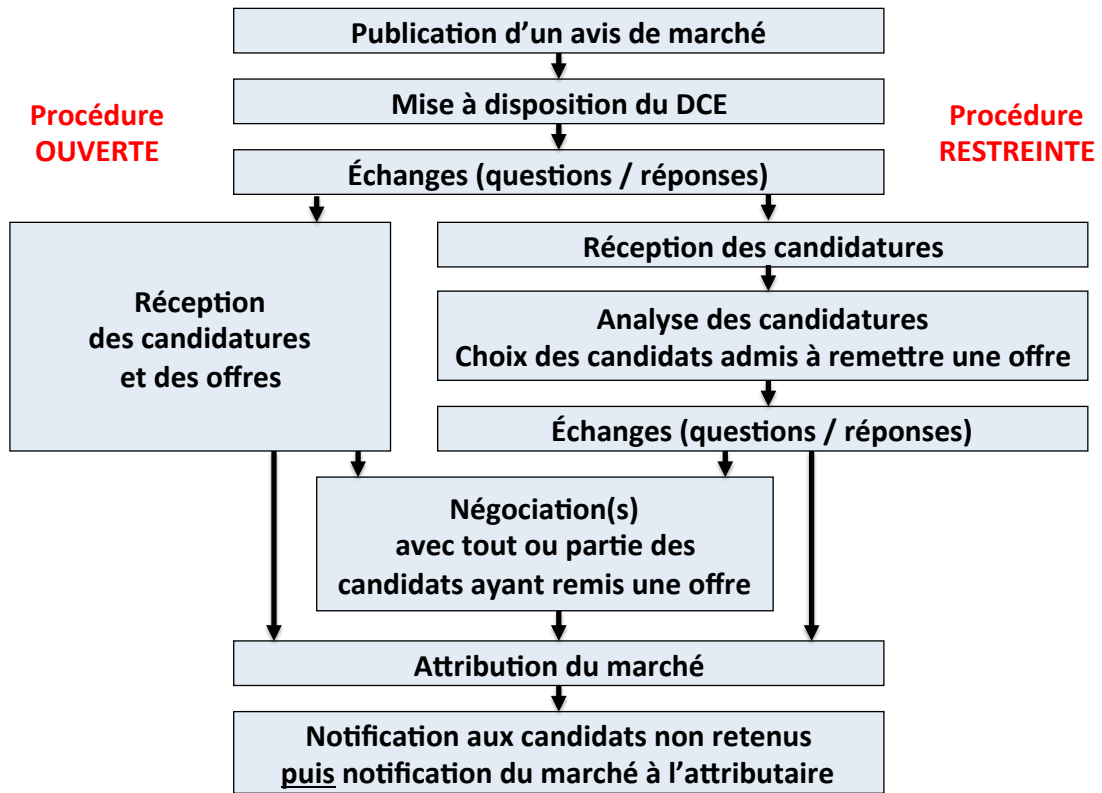 Publication d’un avis de marché
Mise à disposition du DCE
Procédure
OUVERTE
Procédure
RESTREINTE
Échanges (questions / réponses)
Réception
des candidatures
et des offres
Réception des candidatures
Analyse des candidatures
Choix des candidats admis à remettre une offre
Échanges (questions / réponses)
Négociation(s)
avec tout ou partie des
candidats ayant remis une offre
Attribution du marché
Notification aux candidats non retenus
puis notification du marché à l’attributaire